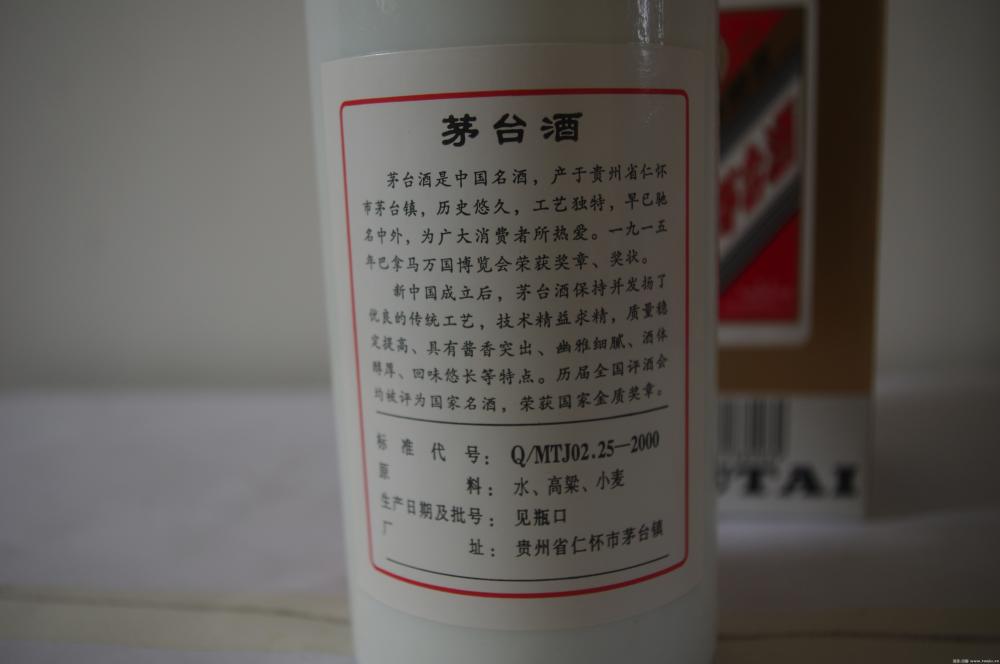 茅台酒
茅台酒是中国名酒，产于贵州省仁怀
市茅台镇，历史悠久，工艺独特，早已驰
名中外，为广大消费者所热爱。一九一五
年巴拿马万国博览会荣获奖章、奖状。
新中国成立后，茅台酒保持并发扬了
优良的传统工艺，技术精益求精，质量稳
定提高、具有酱香突出、幽雅细腻、酒体
醇厚、回味悠长等特点。历届全国评酒会
均被评为国家名酒，荣获国家金质奖章。
标准代号：Q/MTJ02.25—2000
原料：水、高粱、小麦
生产日期及批号：见瓶口
厂址：贵州省仁怀市茅台镇
台酒
TAI